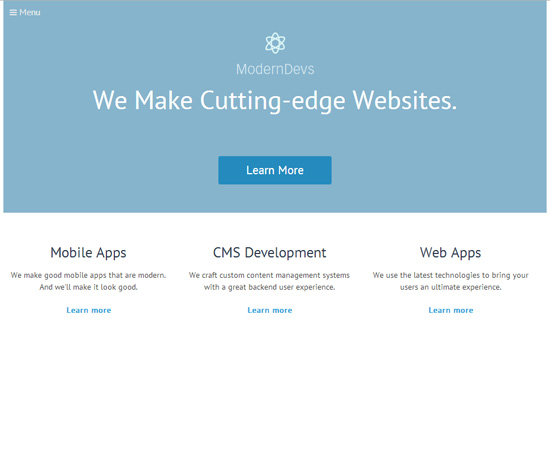 Menu
ModernDevs
We Make Cutting-edge Websites.
Learn More
Mobile Apps
We make good mobile apps that are modern.
And we'll make it look good.
Learn more
CMS Development
We craft custom content management systems
with a great backend user experience.
Learn more
Web Apps
We use the latest technologies to bring your
users an ultimate experience.
Learn more